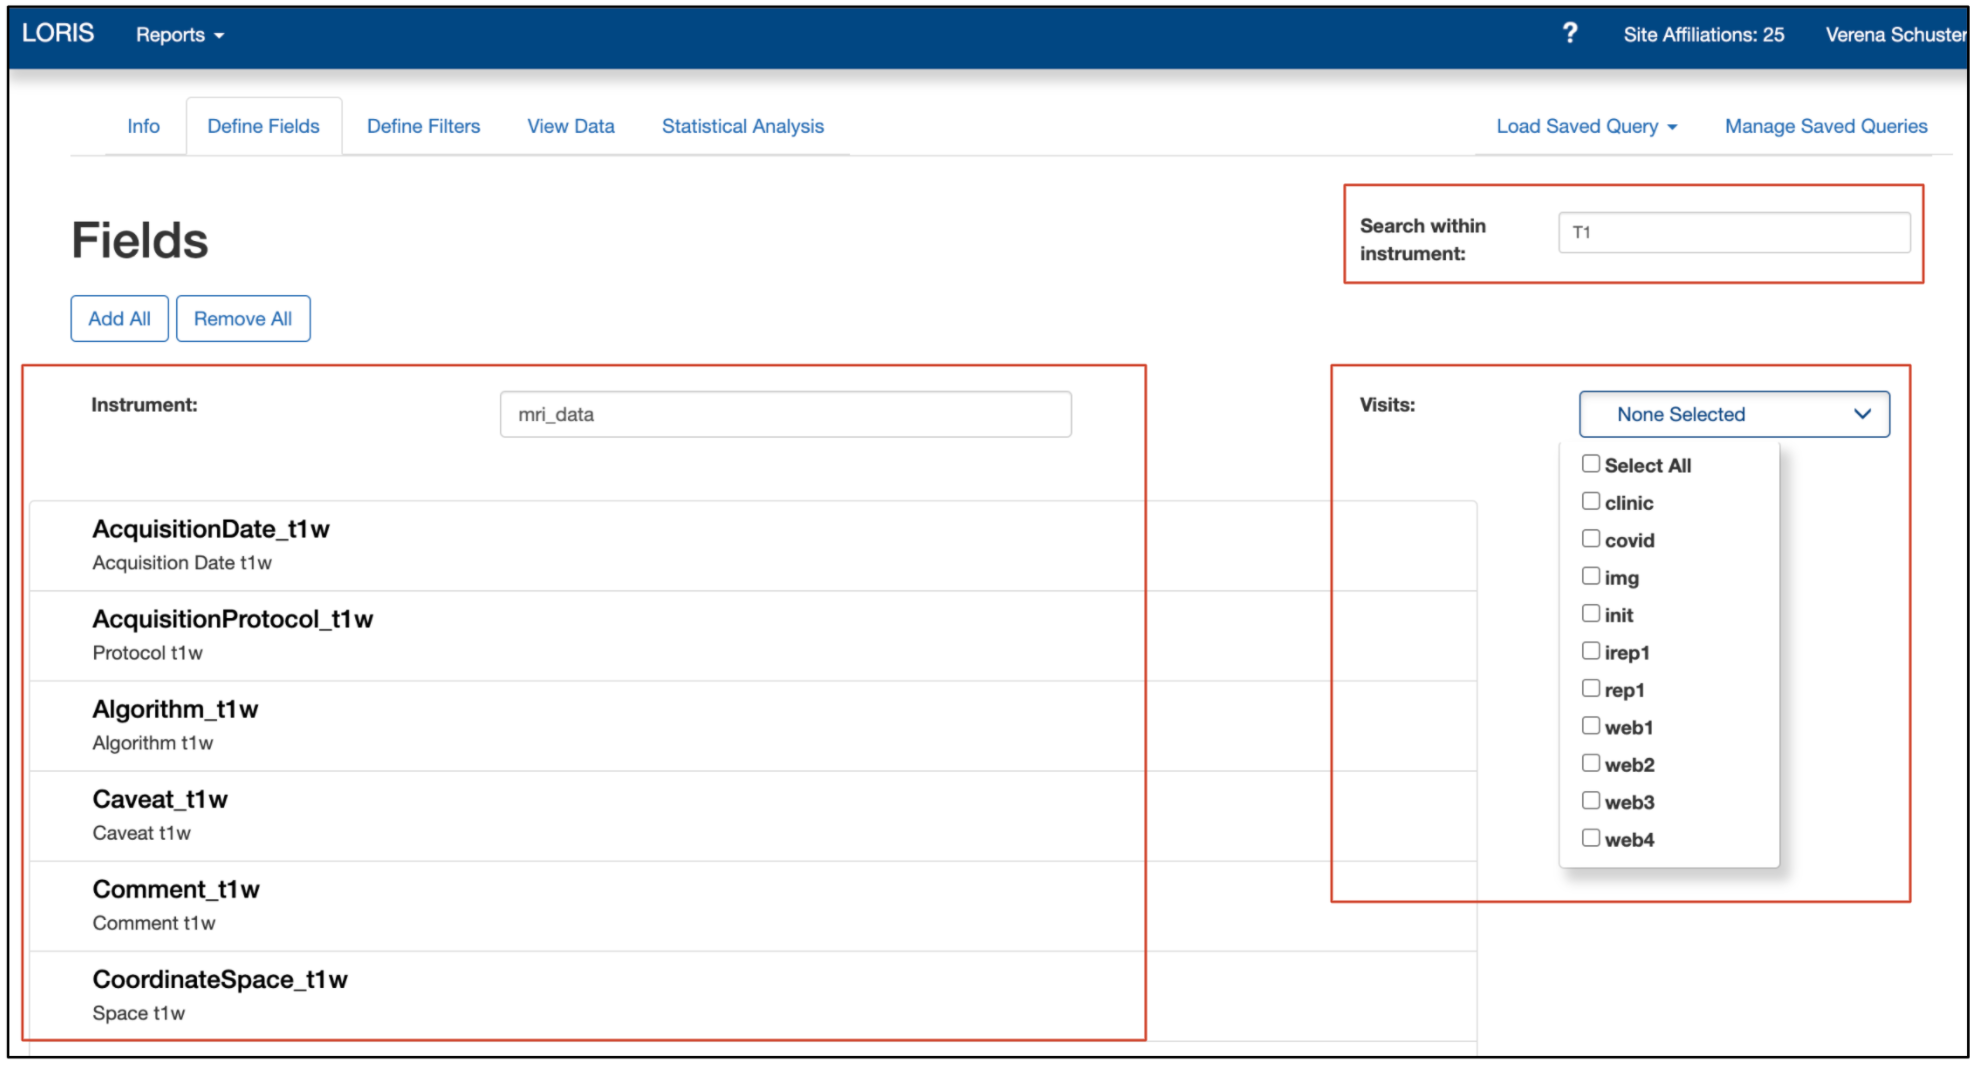 LORIS Reports ? Site Affiliations: 25 Verena Schuster
Info Define Fields Define Filters View Data Statistical Analysis Load Saved Query Manage Saved Queries
Fields
Search within
instrument:
T1
Add All Remove All
Instrument: mri_data
Visits: None Selected
Select All
clinic
covid
img
init
irep1
rep1
web1
web2
web3
web4
AcquisitionDate_t1w
Acquisition Date t1w
AcquisitionProtocol_t1w
Protocol t1w
Algorithm_t1w
Algorithm t1w
Caveat_t1w
Caveat t1w
Comment_t1w
Comment t1w
CoordinateSpace_t1w
Space t1w